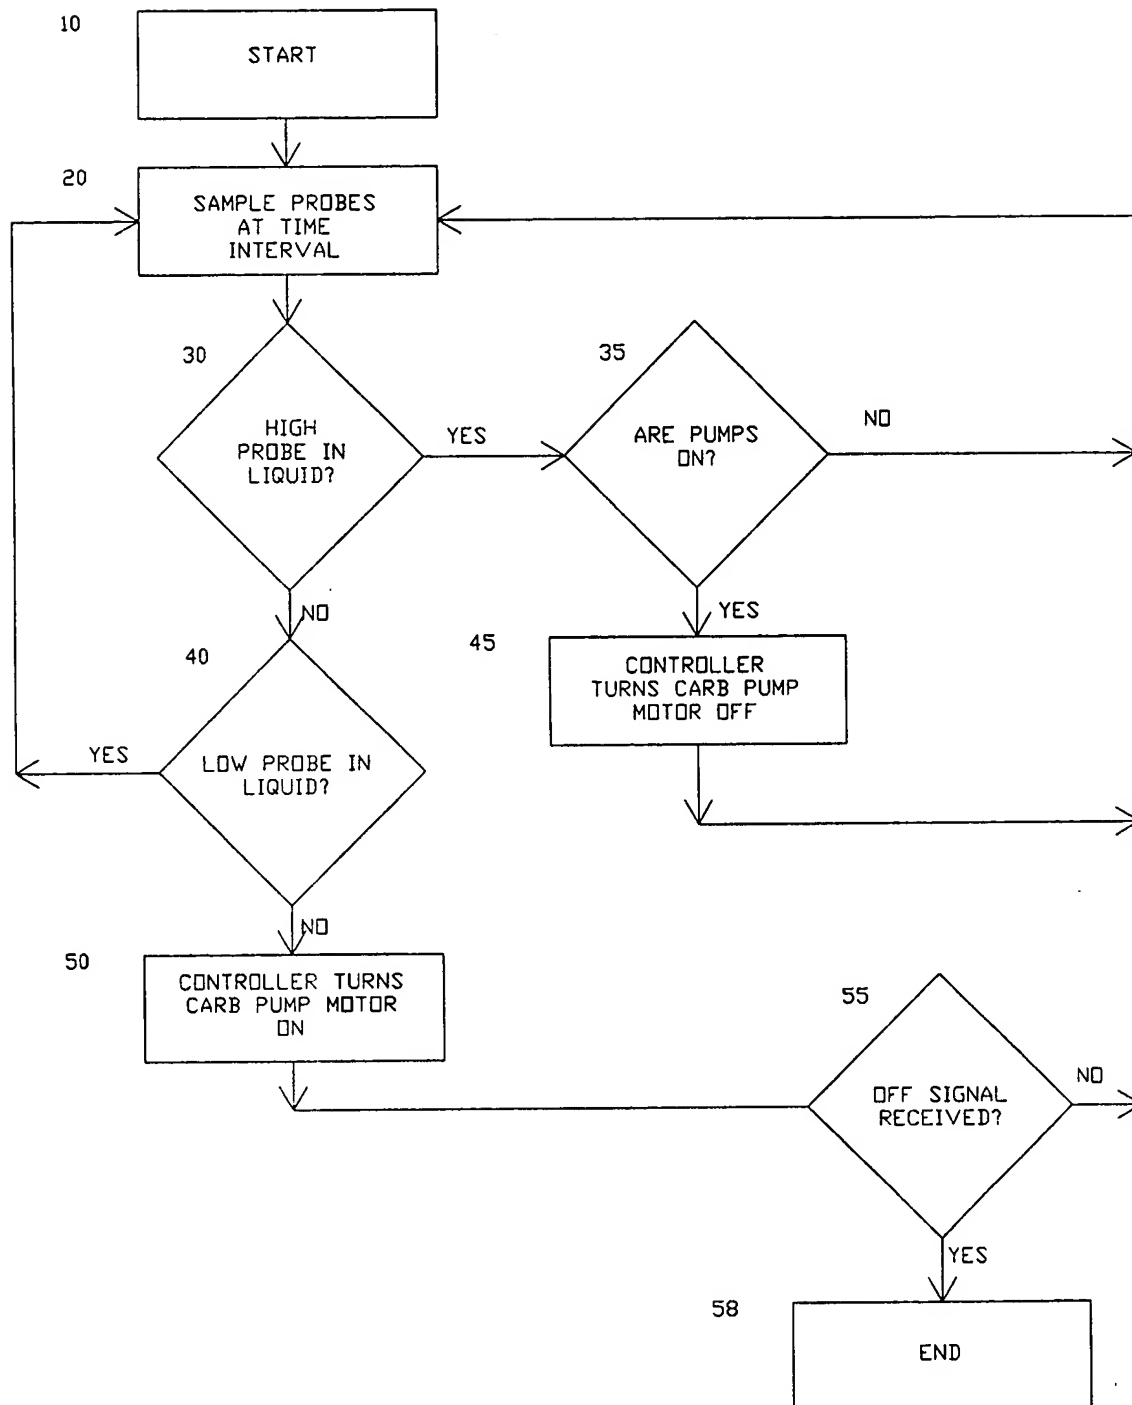 10
START
20
SAMPLE PROBES
AT TIME
INTERVAL
30
HIGH
PROBE IN
LIQUID?
YES
35
ARE PUMPS
ON?
NO
NO
YES
40
LOW PROBE IN
LIQUID?
YES
45
CONTROLLER
TURNS CARB PUMP
MOTOR OFF
NO
50
CONTROLLER TURNS
CARB PUMP MOTOR
ON
55
OFF SIGNAL
RECEIVED?
NO
YES
58
END